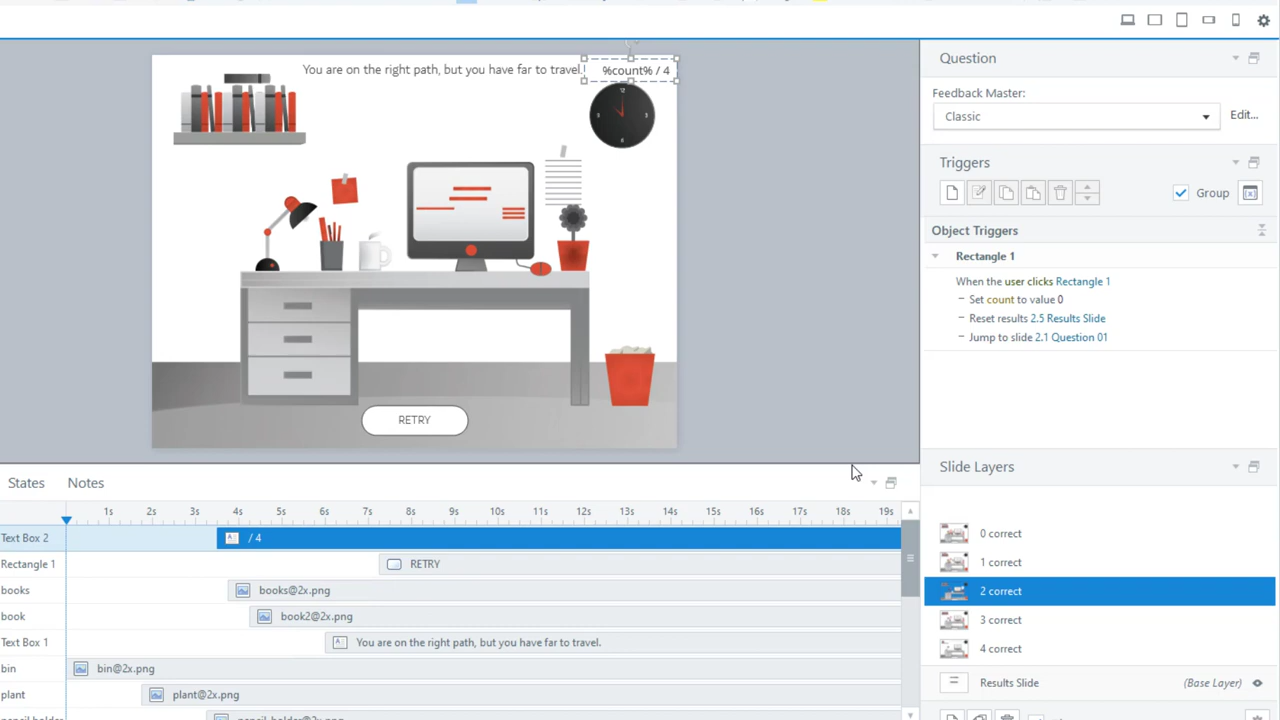 You are on the right path, but you have far to travel.
%count% / 4
12
RETRY
Question
Feedback Master:
Classic
Edit...
Triggers
Group
Object Triggers
Rectangle 1
When the user clicks Rectangle 1
Set count to value 0
Reset results 2.5 Results Slide
Jump to slide 2.1 Question 01
Slide Layers
0 correct
1 correct
2 correct
3 correct
4 correct
Results Slide (Base Layer)
States Notes
1s 2s 3s 4s 5s 6s 7s 8s 9s 10s 11s 12s 13s 14s 15s 16s 17s 18s 19s
Text Box 2 / 4
Rectangle 1 RETRY
books books@2x.png
book book2@2x.png
Text Box 1 You are on the right path, but you have far to travel.
bin bin@2x.png
plant plant@2x.png